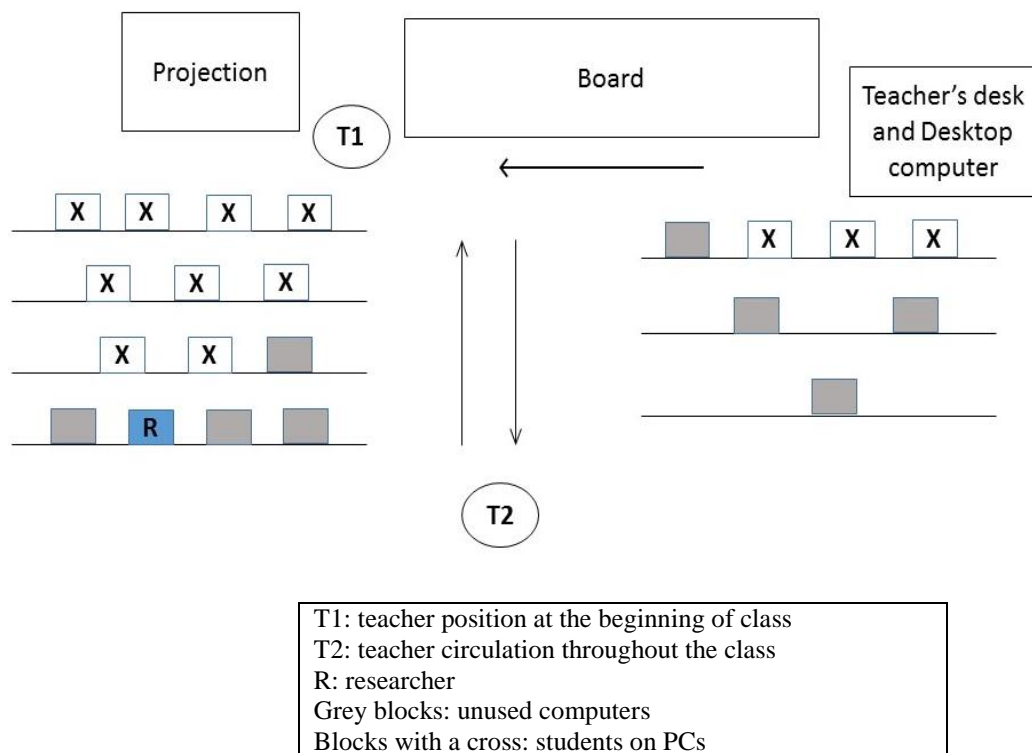 Projection
Board
Teacher's desk
and Desktop
computer
T1
X X X X
X X X
X X X
X X
R
T2
T1: teacher position at the beginning of class
T2: teacher circulation throughout the class
R: researcher
Grey blocks: unused computers
Blocks with a cross: students on PCs